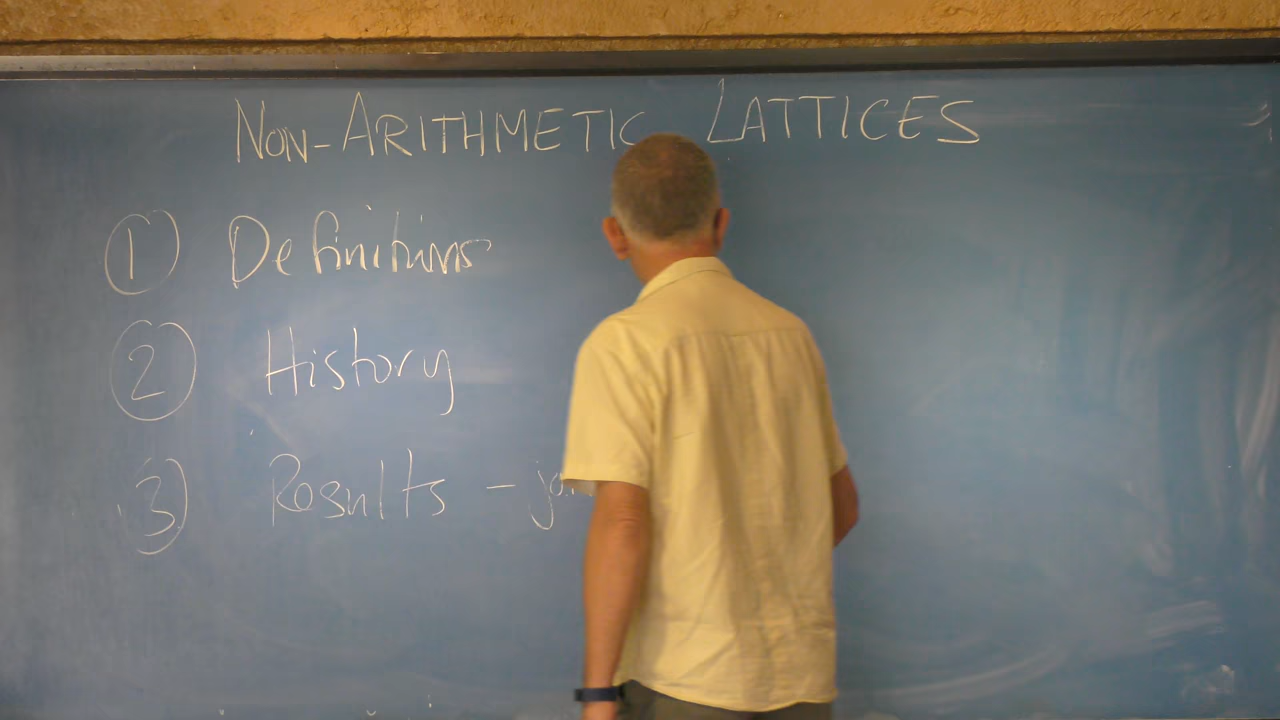 NON-ARITHMETIC LATTICES
1 Definitions
2 History
3 Results -